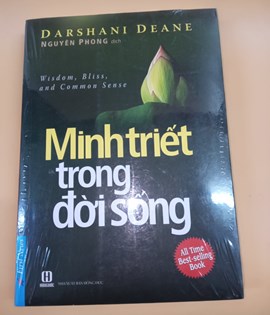 DARSHANI DEANE
NGUYÊN PHONG dịch
Wisdom, Bliss,
and Common Sense
Minh triết
trong
đời sống
All Time
Best-selling
Book